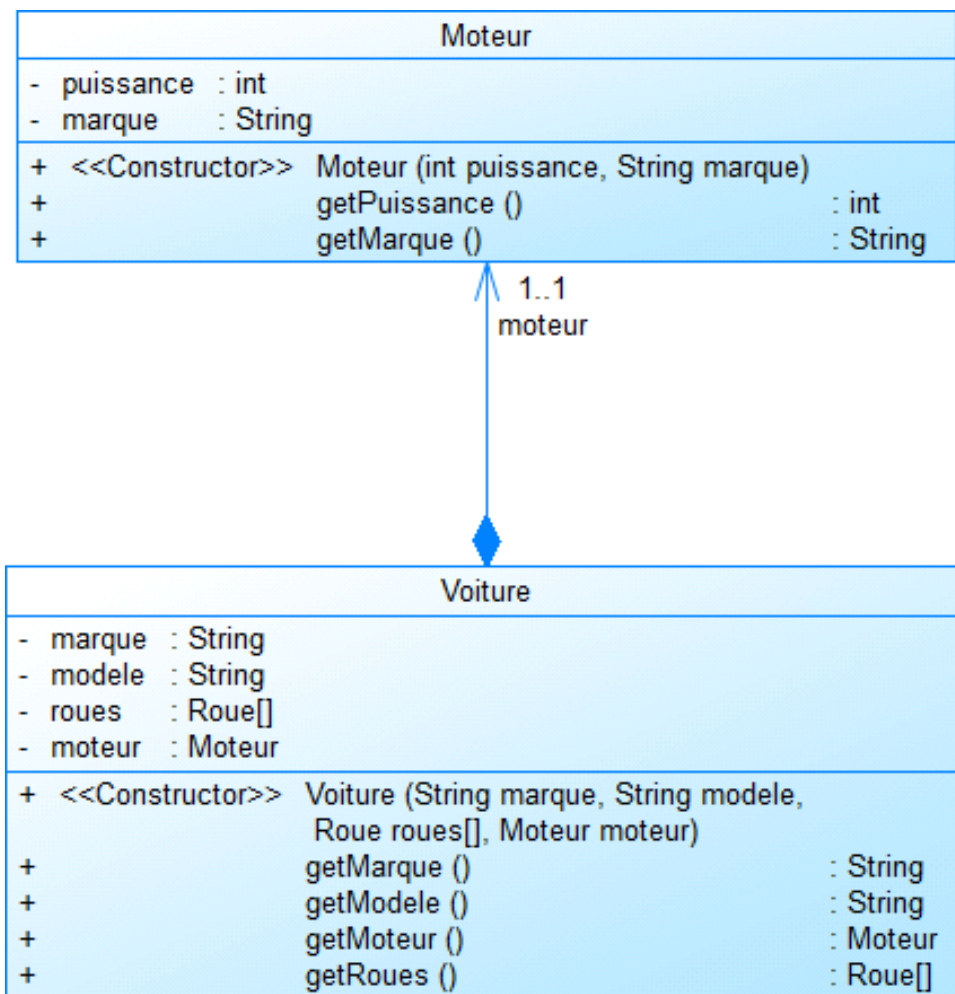 Moteur
- puissance : int
- marque : String
+ <<Constructor>> Moteur (int puissance, String marque)
+ getPuissance () : int
+ getMarque () : String
1..1
moteur
Voiture
- marque : String
- modele : String
- roues : Roue[]
- moteur : Moteur
+ <<Constructor>> Voiture (String marque, String modele,
Roue roues[], Moteur moteur)
+ getMarque () : String
+ getModele () : String
+ getMoteur () : Moteur
+ getRoues () : Roue[]